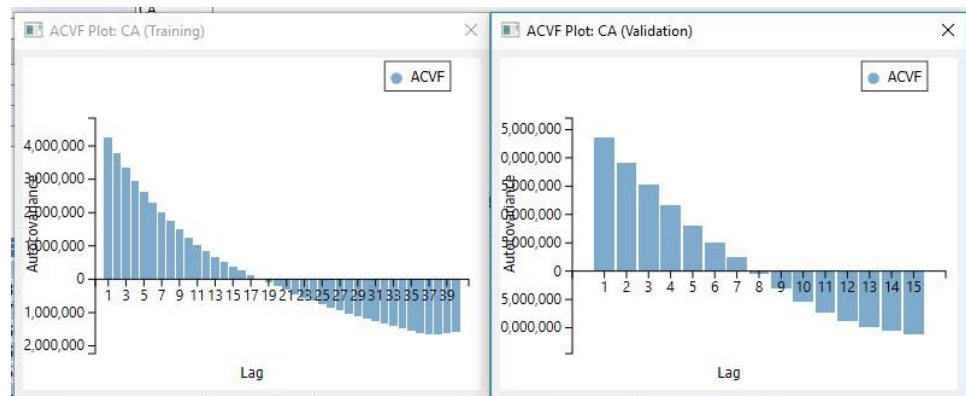 CA
ACVF Plot: CA (Training)
ACVF
4,000,000
3,000,000
2,000,000
1,000,000
0
1,000,000
2,000,000
Autocovariance
1 3 5 7 9 11 13 15 17 19 21 23 25 27 29 31 33 35 37 39
Lag
ACVF Plot: CA (Validation)
ACVF
5,000,000
0,000,000
5,000,000
0,000,000
5,000,000
0
5,000,000
0,000,000
Autocovariance
1 2 3 4 5 6 7 8 9 10 11 12 13 14 15
Lag